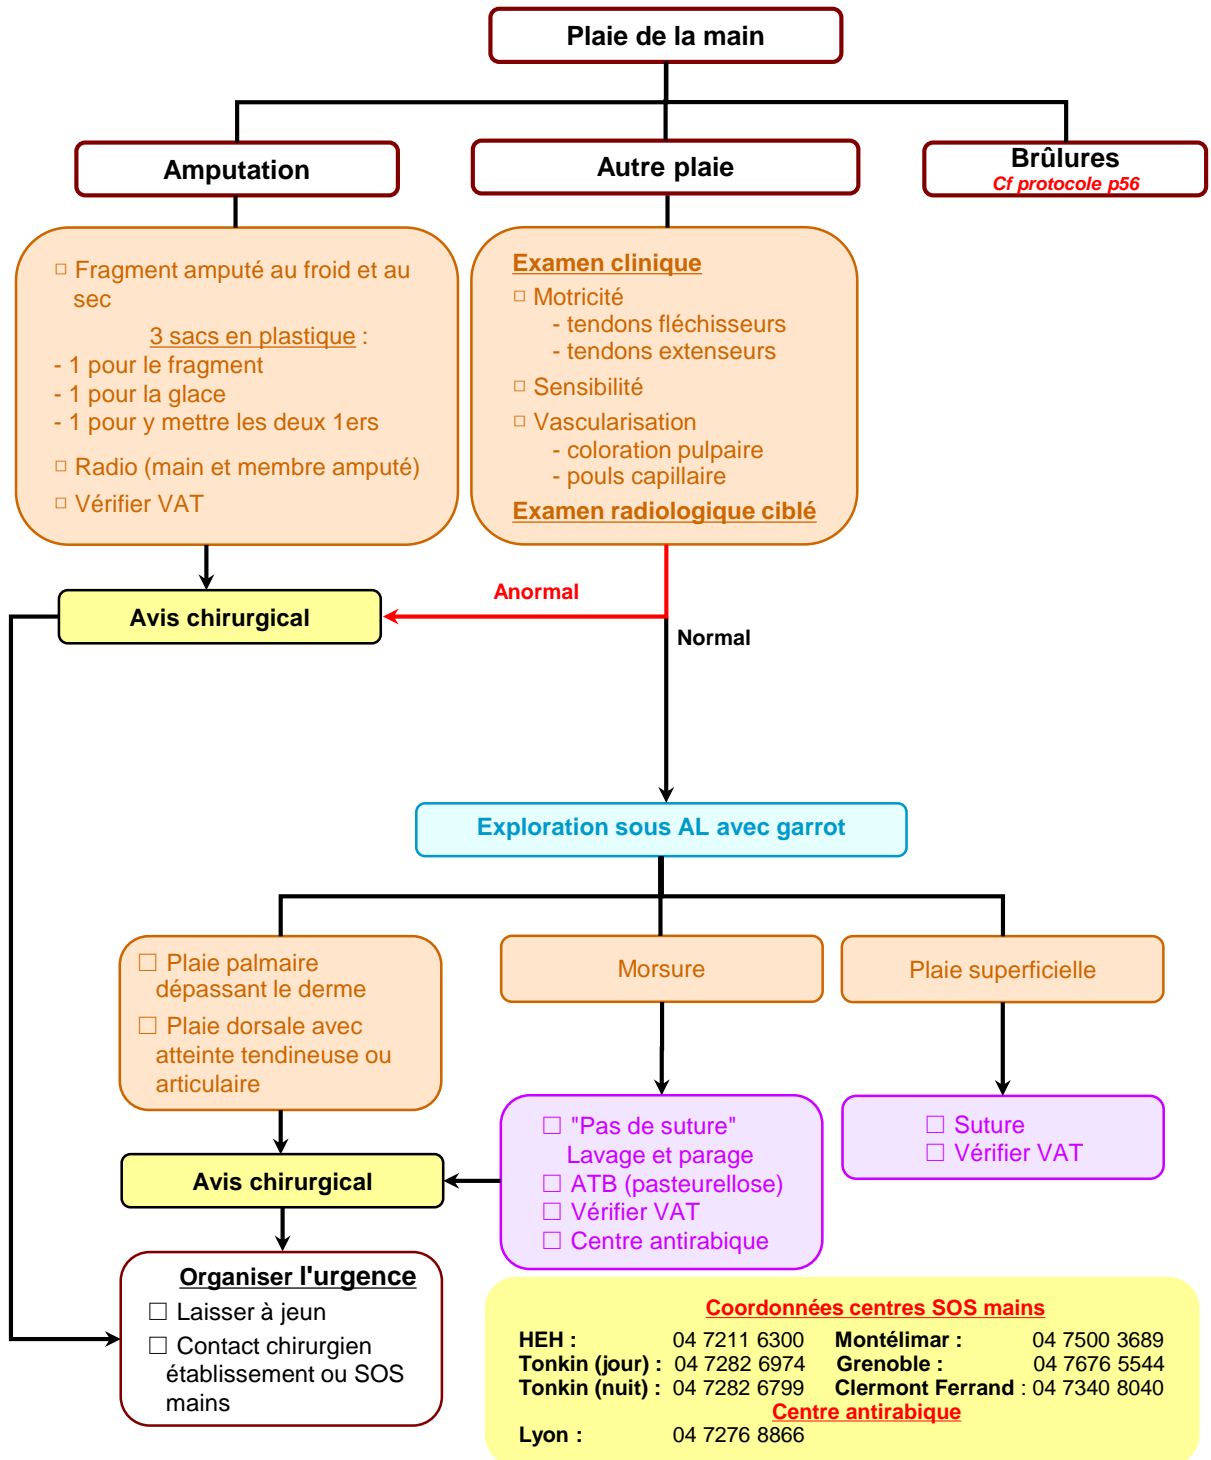 Plaie de la main
Amputation
Autre plaie
Brûlures
Cf protocole p56
□ Fragment amputé au froid et au
sec
3 sacs en plastique :
- 1 pour le fragment
- 1 pour la glace
- 1 pour y mettre les deux 1ers
□ Radio (main et membre amputé)
□ Vérifier VAT
Examen clinique
□ Motricité
- tendons fléchisseurs
- tendons extenseurs
□ Sensibilité
□ Vascularisation
- coloration pulpaire
- pouls capillaire
Examen radiologique ciblé
Anormal
Avis chirurgical
Normal
Exploration sous AL avec garrot
□ Plaie palmaire
dépassant le derme
□ Plaie dorsale avec
atteinte tendineuse ou
articulaire
Morsure
Plaie superficielle
□ "Pas de suture"
Lavage et parage
□ ATB (pasteurellose)
□ Vérifier VAT
□ Centre antirabique
□ Suture
□ Vérifier VAT
Avis chirurgical
Organiser l'urgence
□ Laisser à jeun
□ Contact chirurgien
établissement ou SOS
mains
Coordonnées centres SOS mains
HEH : 04 7211 6300 Montélimar : 04 7500 3689
Tonkin (jour) : 04 7282 6974 Grenoble : 04 7676 5544
Tonkin (nuit) : 04 7282 6799 Clermont Ferrand : 04 7340 8040
Centre antirabique
Lyon : 04 7276 8866